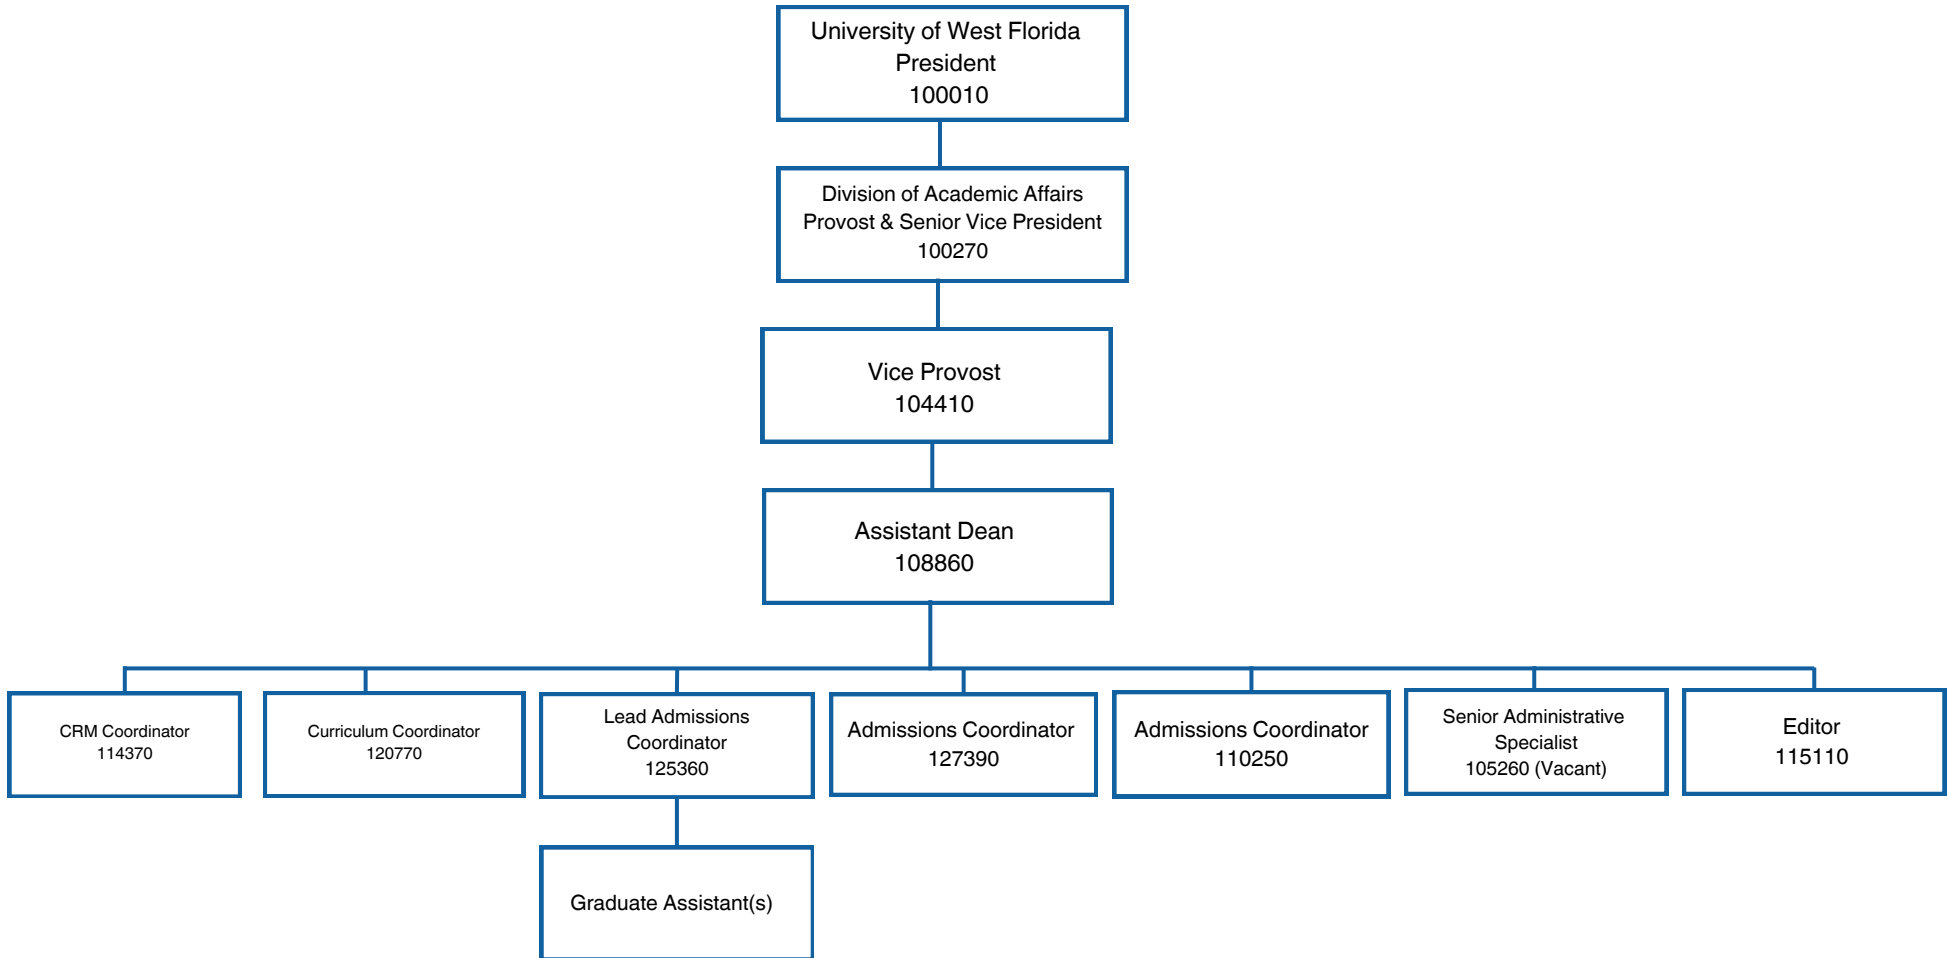 University of West Florida
President
100010
Division of Academic Affairs
Provost & Senior Vice President
100270
Vice Provost
104410
Assistant Dean
108860
CRM Coordinator
114370
Curriculum Coordinator
120770
Lead Admissions
Coordinator
125360
Admissions Coordinator
127390
Admissions Coordinator
110250
Senior Administrative
Specialist
105260 (Vacant)
Editor
115110
Graduate Assistant(s)